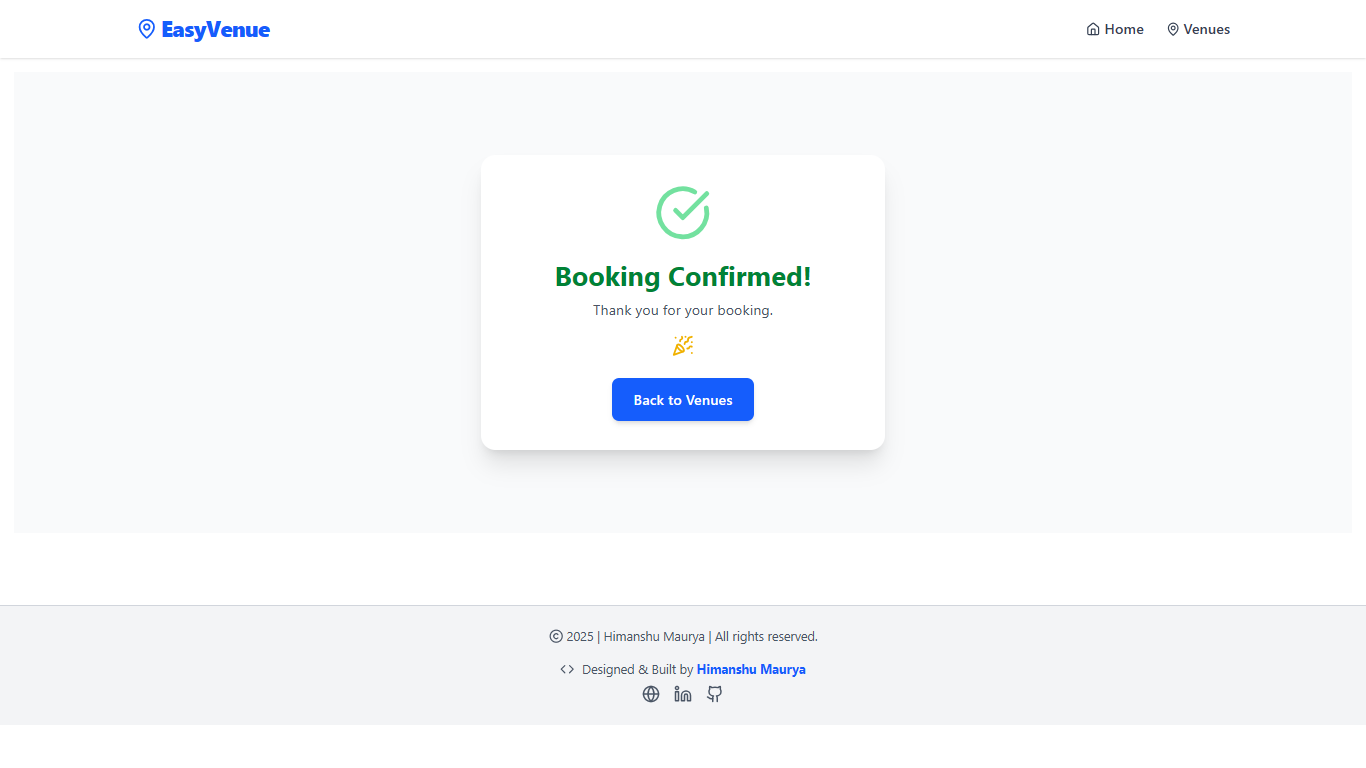 EasyVenue
Home
Venues
Booking Confirmed!
Thank you for your booking.
Back to Venues
© 2025 | Himanshu Maurya | All rights reserved.
<> Designed & Built by Himanshu Maurya